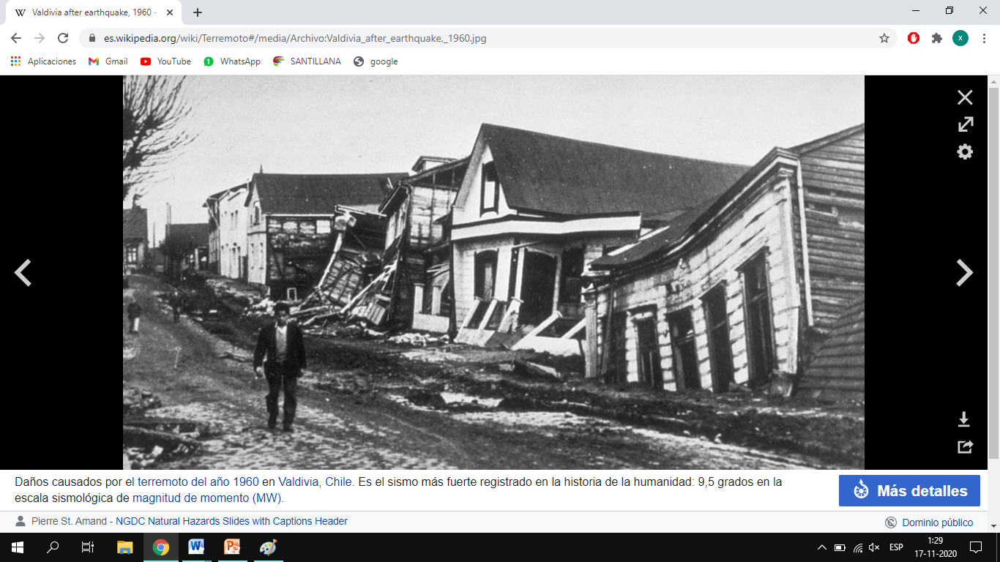 Valdivia after earthquake, 1960 -
es.wikipedia.org/wiki/Terremoto#/media/Archivo:Valdivia_after_earthquake,_1960.jpg
X
Aplicaciones
Gmail
YouTube
1
WhatsApp
SANTILLANA
google
Daños causados por el terremoto del año 1960 en Valdivia, Chile. Es el sismo más fuerte registrado en la historia de la humanidad: 9,5 grados en la
escala sismológica de magnitud de momento (MW).
Más detalles
Pierre St. Amand - NGDC Natural Hazards Slides with Captions Header
Dominio público
ESP
1:29
17-11-2020